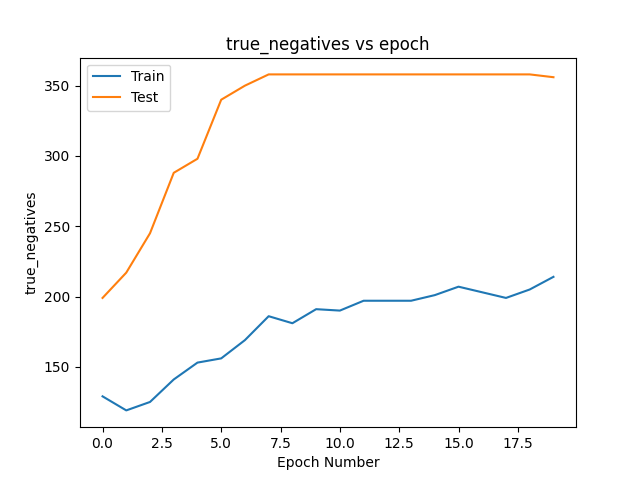 true_negatives vs epoch
Train
Test
350
300
250
200
150
true_negatives
0.0 2.5 5.0 7.5 10.0 12.5 15.0 17.5
Epoch Number